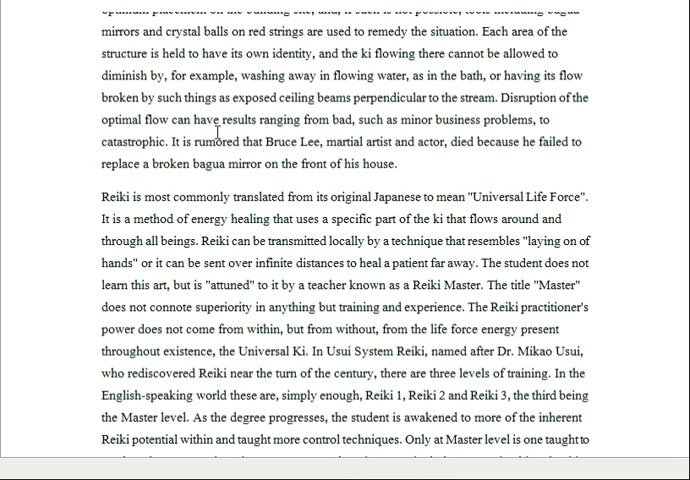 optimum placement on the building site, and, if such is not possible, tools including bagua
mirrors and crystal balls on red strings are used to remedy the situation. Each area of the
structure is held to have its own identity, and the ki flowing there cannot be allowed to
diminish by, for example, washing away in flowing water, as in the bath, or having its flow
broken by such things as exposed ceiling beams perpendicular to the stream. Disruption of the
optimal flow can have results ranging from bad, such as minor business problems, to
catastrophic. It is rumored that Bruce Lee, martial artist and actor, died because he failed to
replace a broken bagua mirror on the front of his house.
Reiki is most commonly translated from its original Japanese to mean "Universal Life Force".
It is a method of energy healing that uses a specific part of the ki that flows around and
through all beings. Reiki can be transmitted locally by a technique that resembles "laying on of
hands" or it can be sent over infinite distances to heal a patient far away. The student does not
learn this art, but is "attuned" to it by a teacher known as a Reiki Master. The title "Master"
does not connote superiority in anything but training and experience. The Reiki practitioner's
power does not come from within, but from without, from the life force energy present
throughout existence, the Universal Ki. In Usui System Reiki, named after Dr. Mikao Usui,
who rediscovered Reiki near the turn of the century, there are three levels of training. In the
English-speaking world these are, simply enough, Reiki 1, Reiki 2 and Reiki 3, the third being
the Master level. As the degree progresses, the student is awakened to more of the inherent
Reiki potential within and taught more control techniques. Only at Master level is one taught to